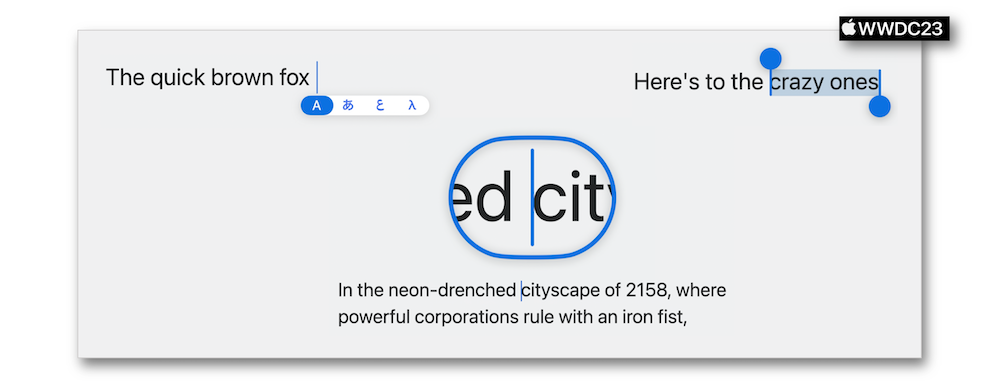 WWDC23
The quick brown fox
A あ ع λ
Here's to the crazy ones
ed city
In the neon-drenched cityscape of 2158, where
powerful corporations rule with an iron fist,